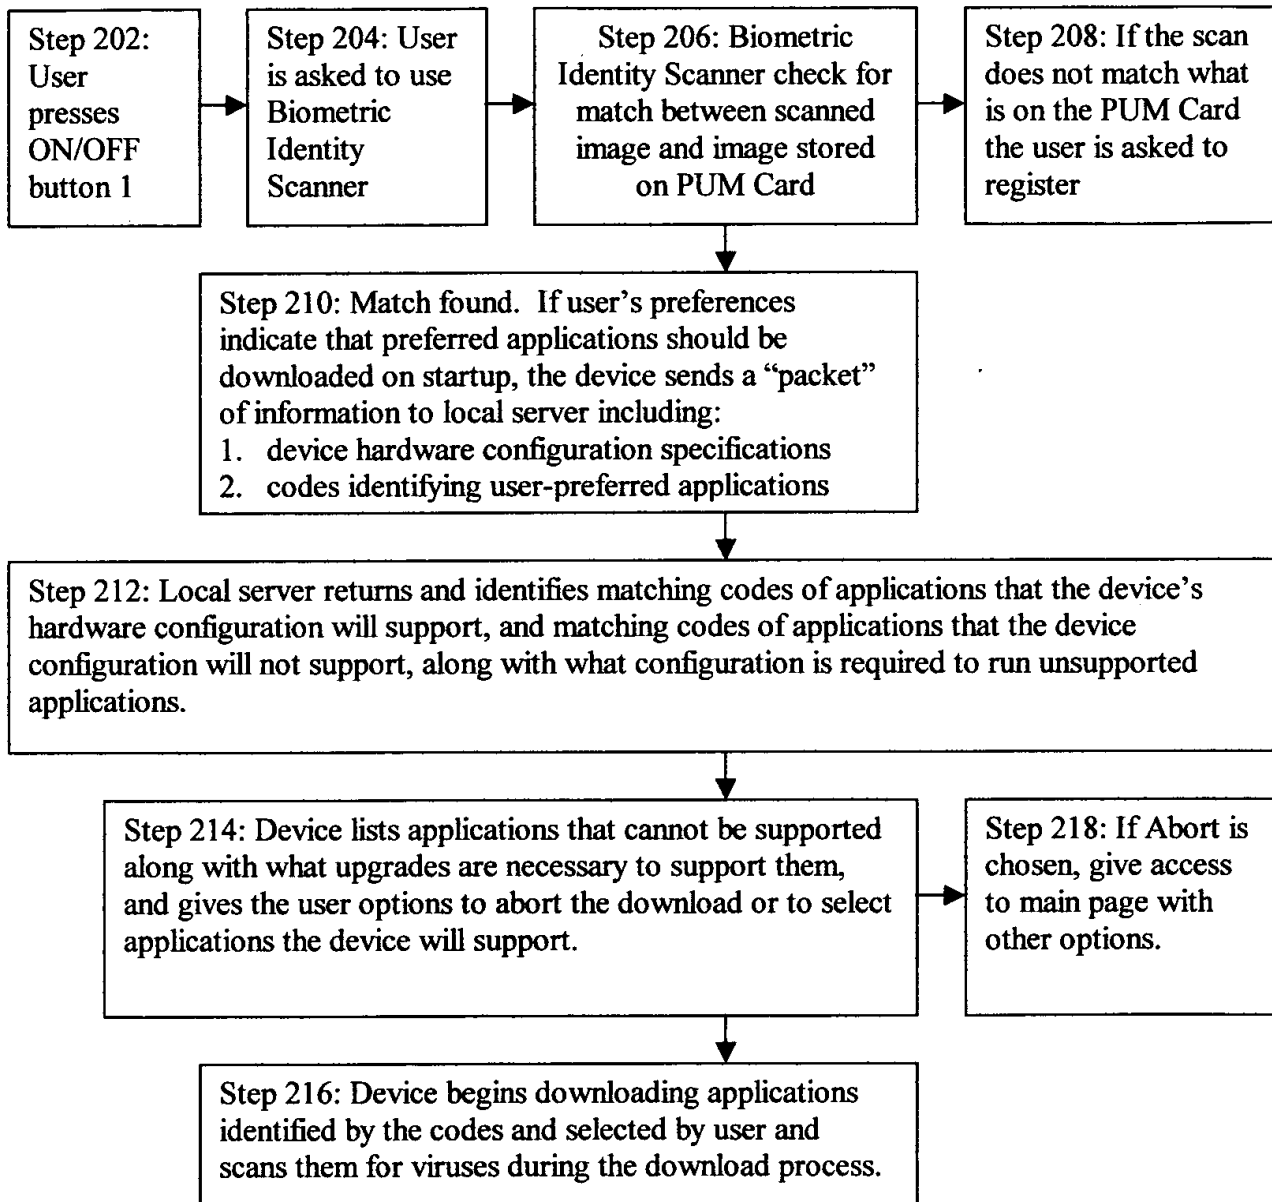 Step 202:
User
presses
ON/OFF
button 1
Step 204: User
is asked to use
Biometric
Identity
Scanner
Step 206: Biometric
Identity Scanner check for
match between scanned
image and image stored
on PUM Card
Step 208: If the scan
does not match what
is on the PUM Card
the user is asked to
register
Step 210: Match found.  If user's preferences
indicate that preferred applications should be
downloaded on startup, the device sends a “packet”
of information to local server including:
1. device hardware configuration specifications
2. codes identifying user-preferred applications
Step 212: Local server returns and identifies matching codes of applications that the device's
hardware configuration will support, and matching codes of applications that the device
configuration will not support, along with what configuration is required to run unsupported
applications.
Step 214: Device lists applications that cannot be supported
along with what upgrades are necessary to support them,
and gives the user options to abort the download or to select
applications the device will support.
Step 218: If Abort is
chosen, give access
to main page with
other options.
Step 216: Device begins downloading applications
identified by the codes and selected by user and
scans them for viruses during the download process.